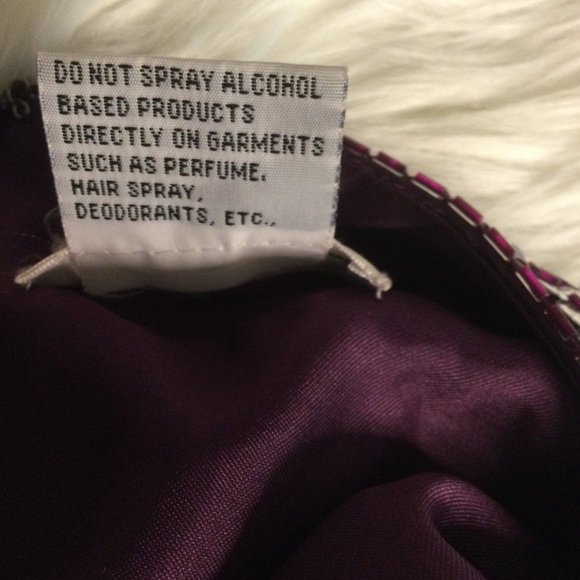 DO NOT SPRAY ALCOHOL
BASED PRODUCTS
DIRECTLY ON GARMENTS
SUCH AS PERFUME.
HAIR SPRAY,
DEODORANTS, ETC.,